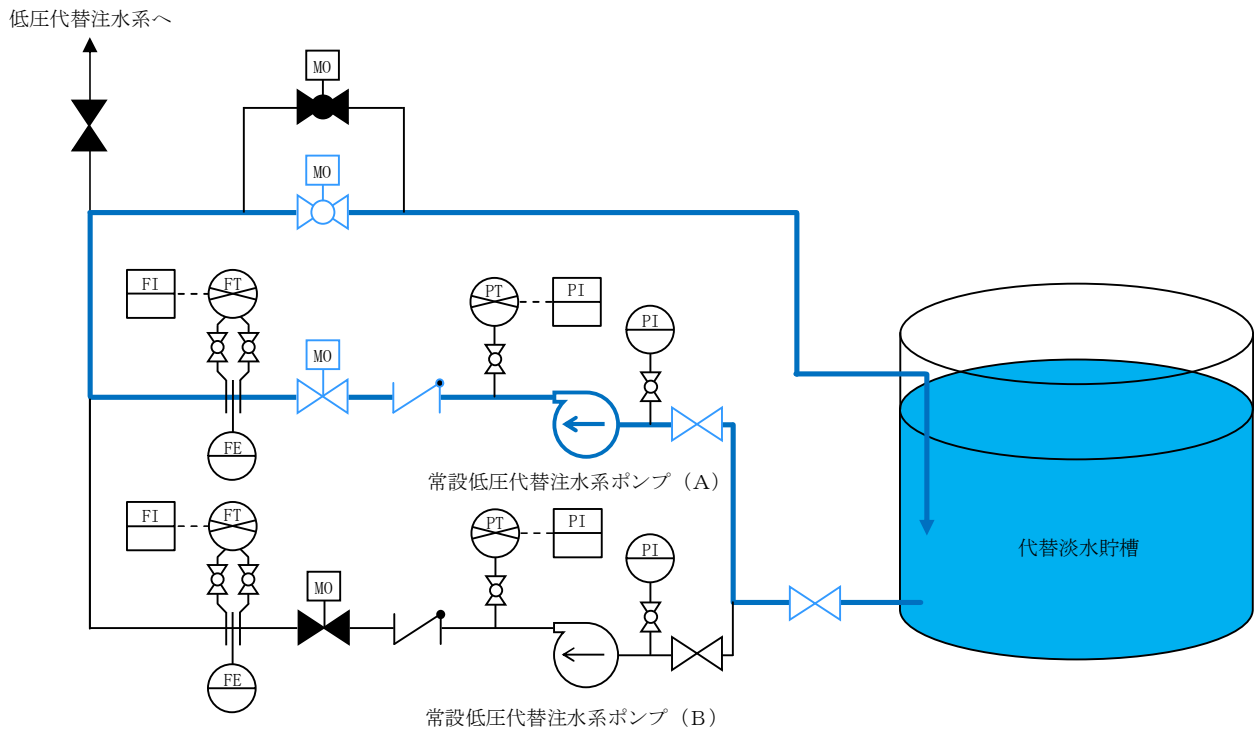 低圧代替注水系へ
MO
MO
FI
FT
PT
PI
PI
MO
FE
常設低圧代替注水系ポンプ（A）
FI
FT
PT
PI
PI
代替淡水貯槽
MO
FE
常設低圧代替注水系ポンプ（B）